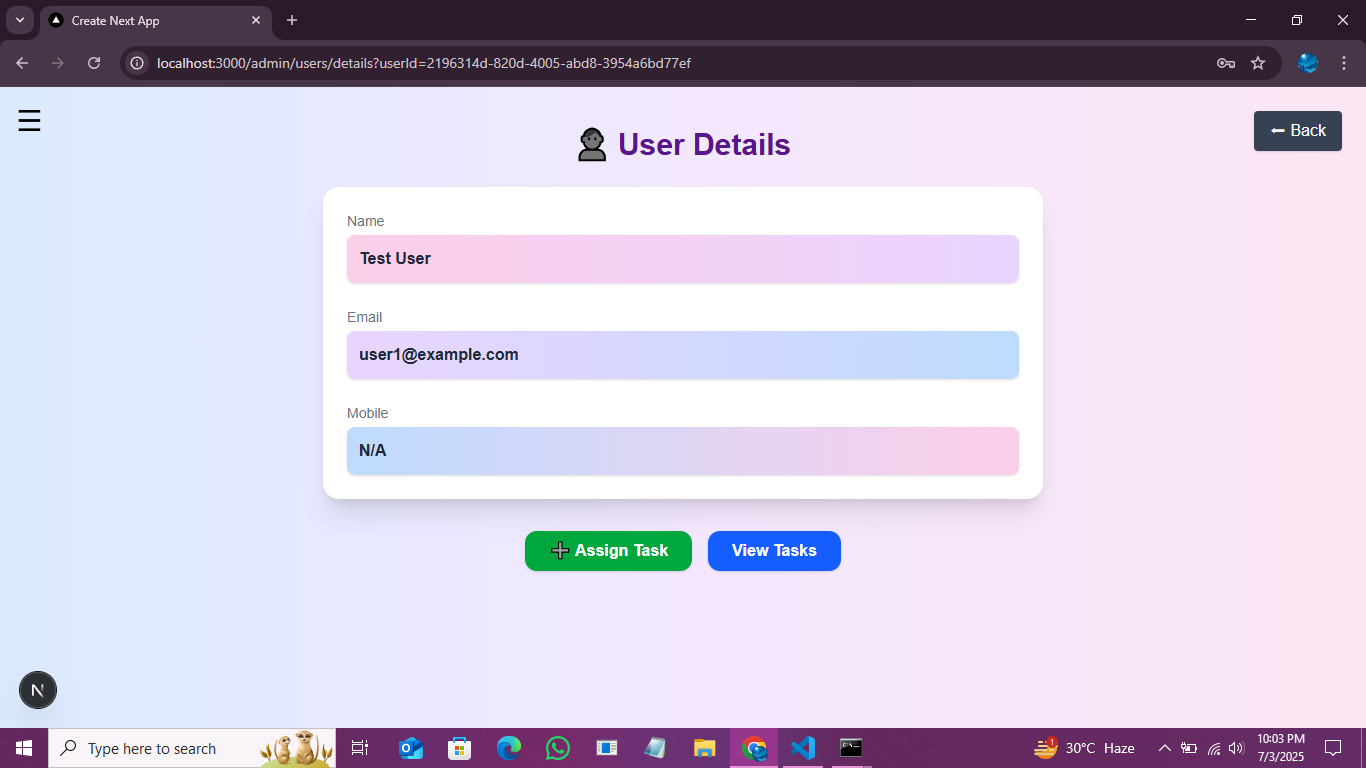 Create Next App
localhost:3000/admin/users/details?userId=2196314d-820d-4005-abd8-3954a6bd77ef
User Details
← Back
Name
Test User
Email
user1@example.com
Mobile
N/A
➕ Assign Task
View Tasks
N
Type here to search
1
30°C Haze
10:03 PM
7/3/2025